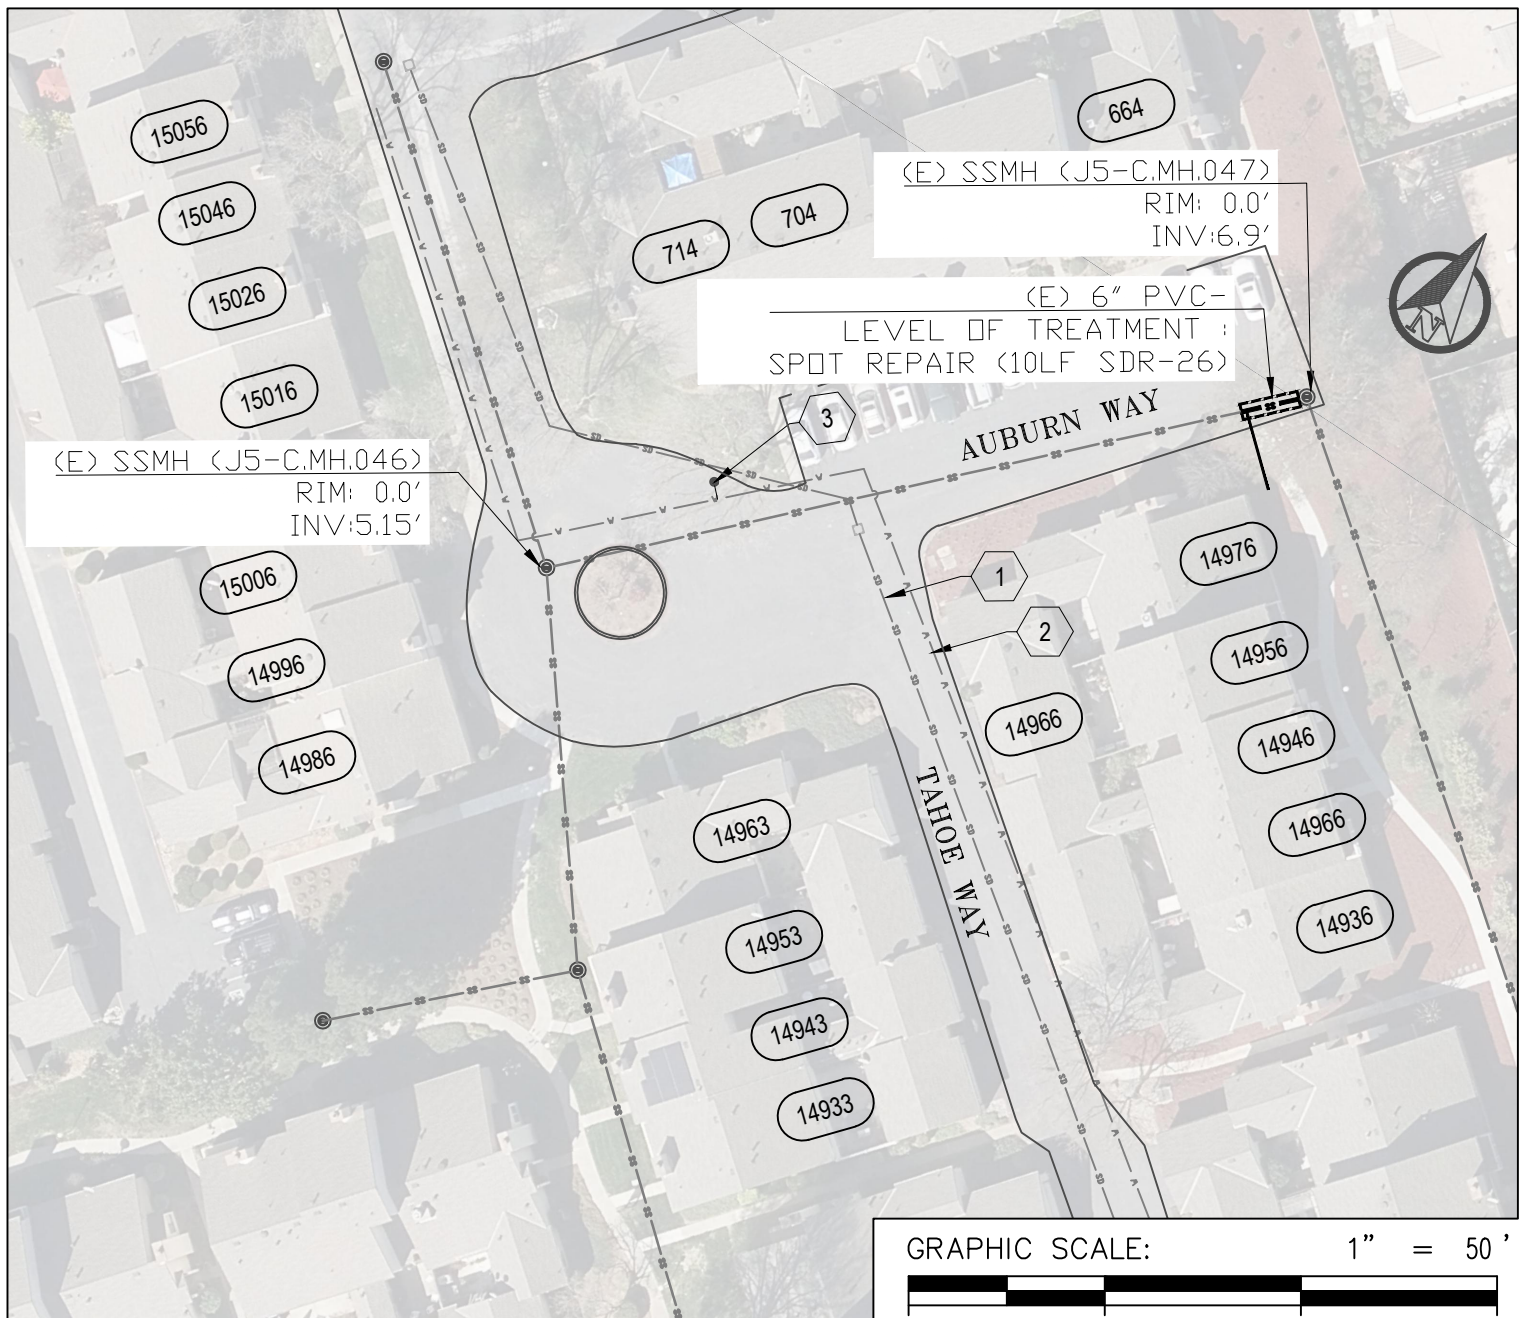 15056
664
(E) SSMH (J5-C.MH.047)
RIM: 0.0'
INV:6.9'
15046
704
714
15026
(E) 6" PVC-
LEVEL OF TREATMENT :
SPOT REPAIR (10LF SDR-26)
N
15016
3
AUBURN WAY
(E) SSMH (J5-C.MH.046)
RIM: 0.0'
INV:5.15'
14976
1
15006
2
14956
14996
14966
14946
14986
TAHOE WAY
14963
14966
14936
14953
14943
14933
GRAPHIC SCALE: 1" = 50 '